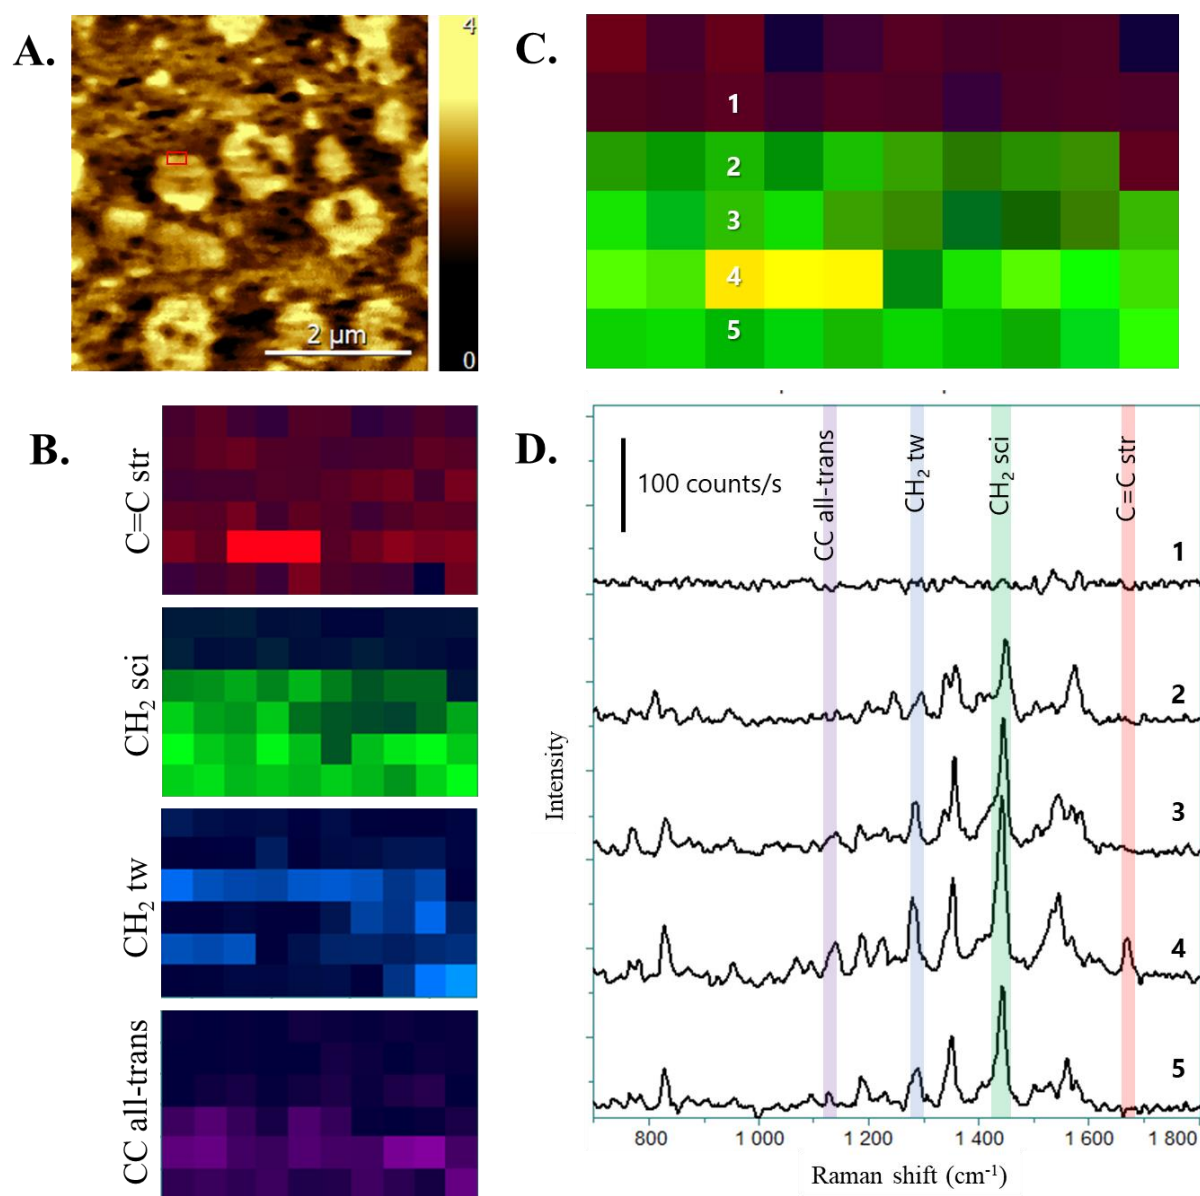 A.
4
2 µm
0
C.
1
2
3
4
5
B.
C=C str
CH₂ sci
CH₂ tw
CC all-trans
D.
100 counts/s
CC all-trans
CH₂ tw
CH₂ sci
C=C str
1
2
3
4
5
Intensity
800 1 000 1 200 1 400 1 600 1 800
Raman shift (cm⁻¹)